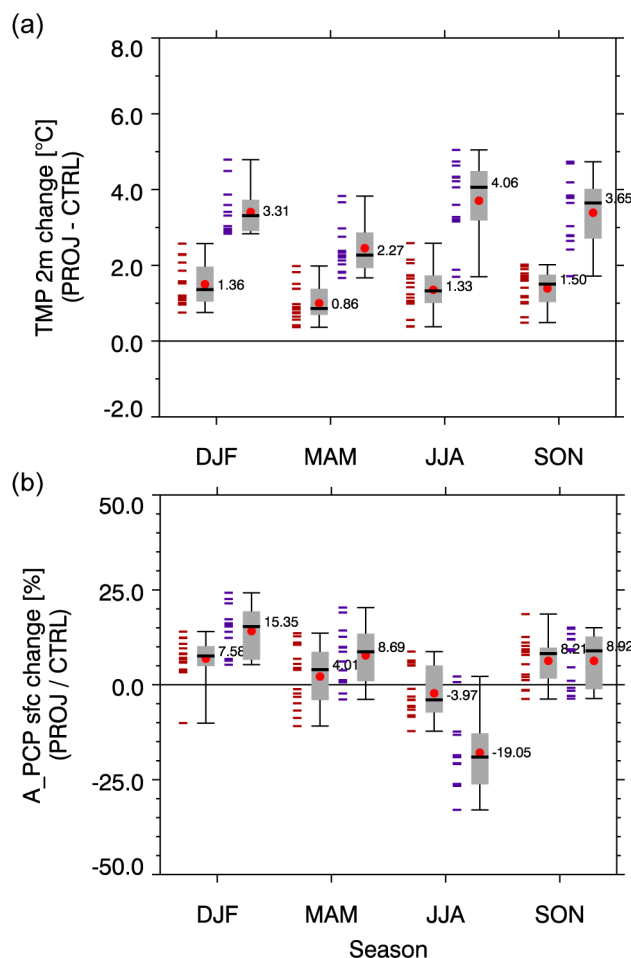 (a)
TMP 2m change [°C]
(PROJ - CTRL)
8.0
6.0
4.0
2.0
0.0
-2.0
1.36
3.31
0.86
2.27
1.33
4.06
1.50
3.65
DJF
MAM
JJA
SON
(b)
A_PCP sfc change [%]
(PROJ / CTRL)
50.0
25.0
0.0
-25.0
-50.0
7.58
15.35
4.01
8.69
-3.97
-19.05
8.21
8.92
DJF
MAM
JJA
SON
Season